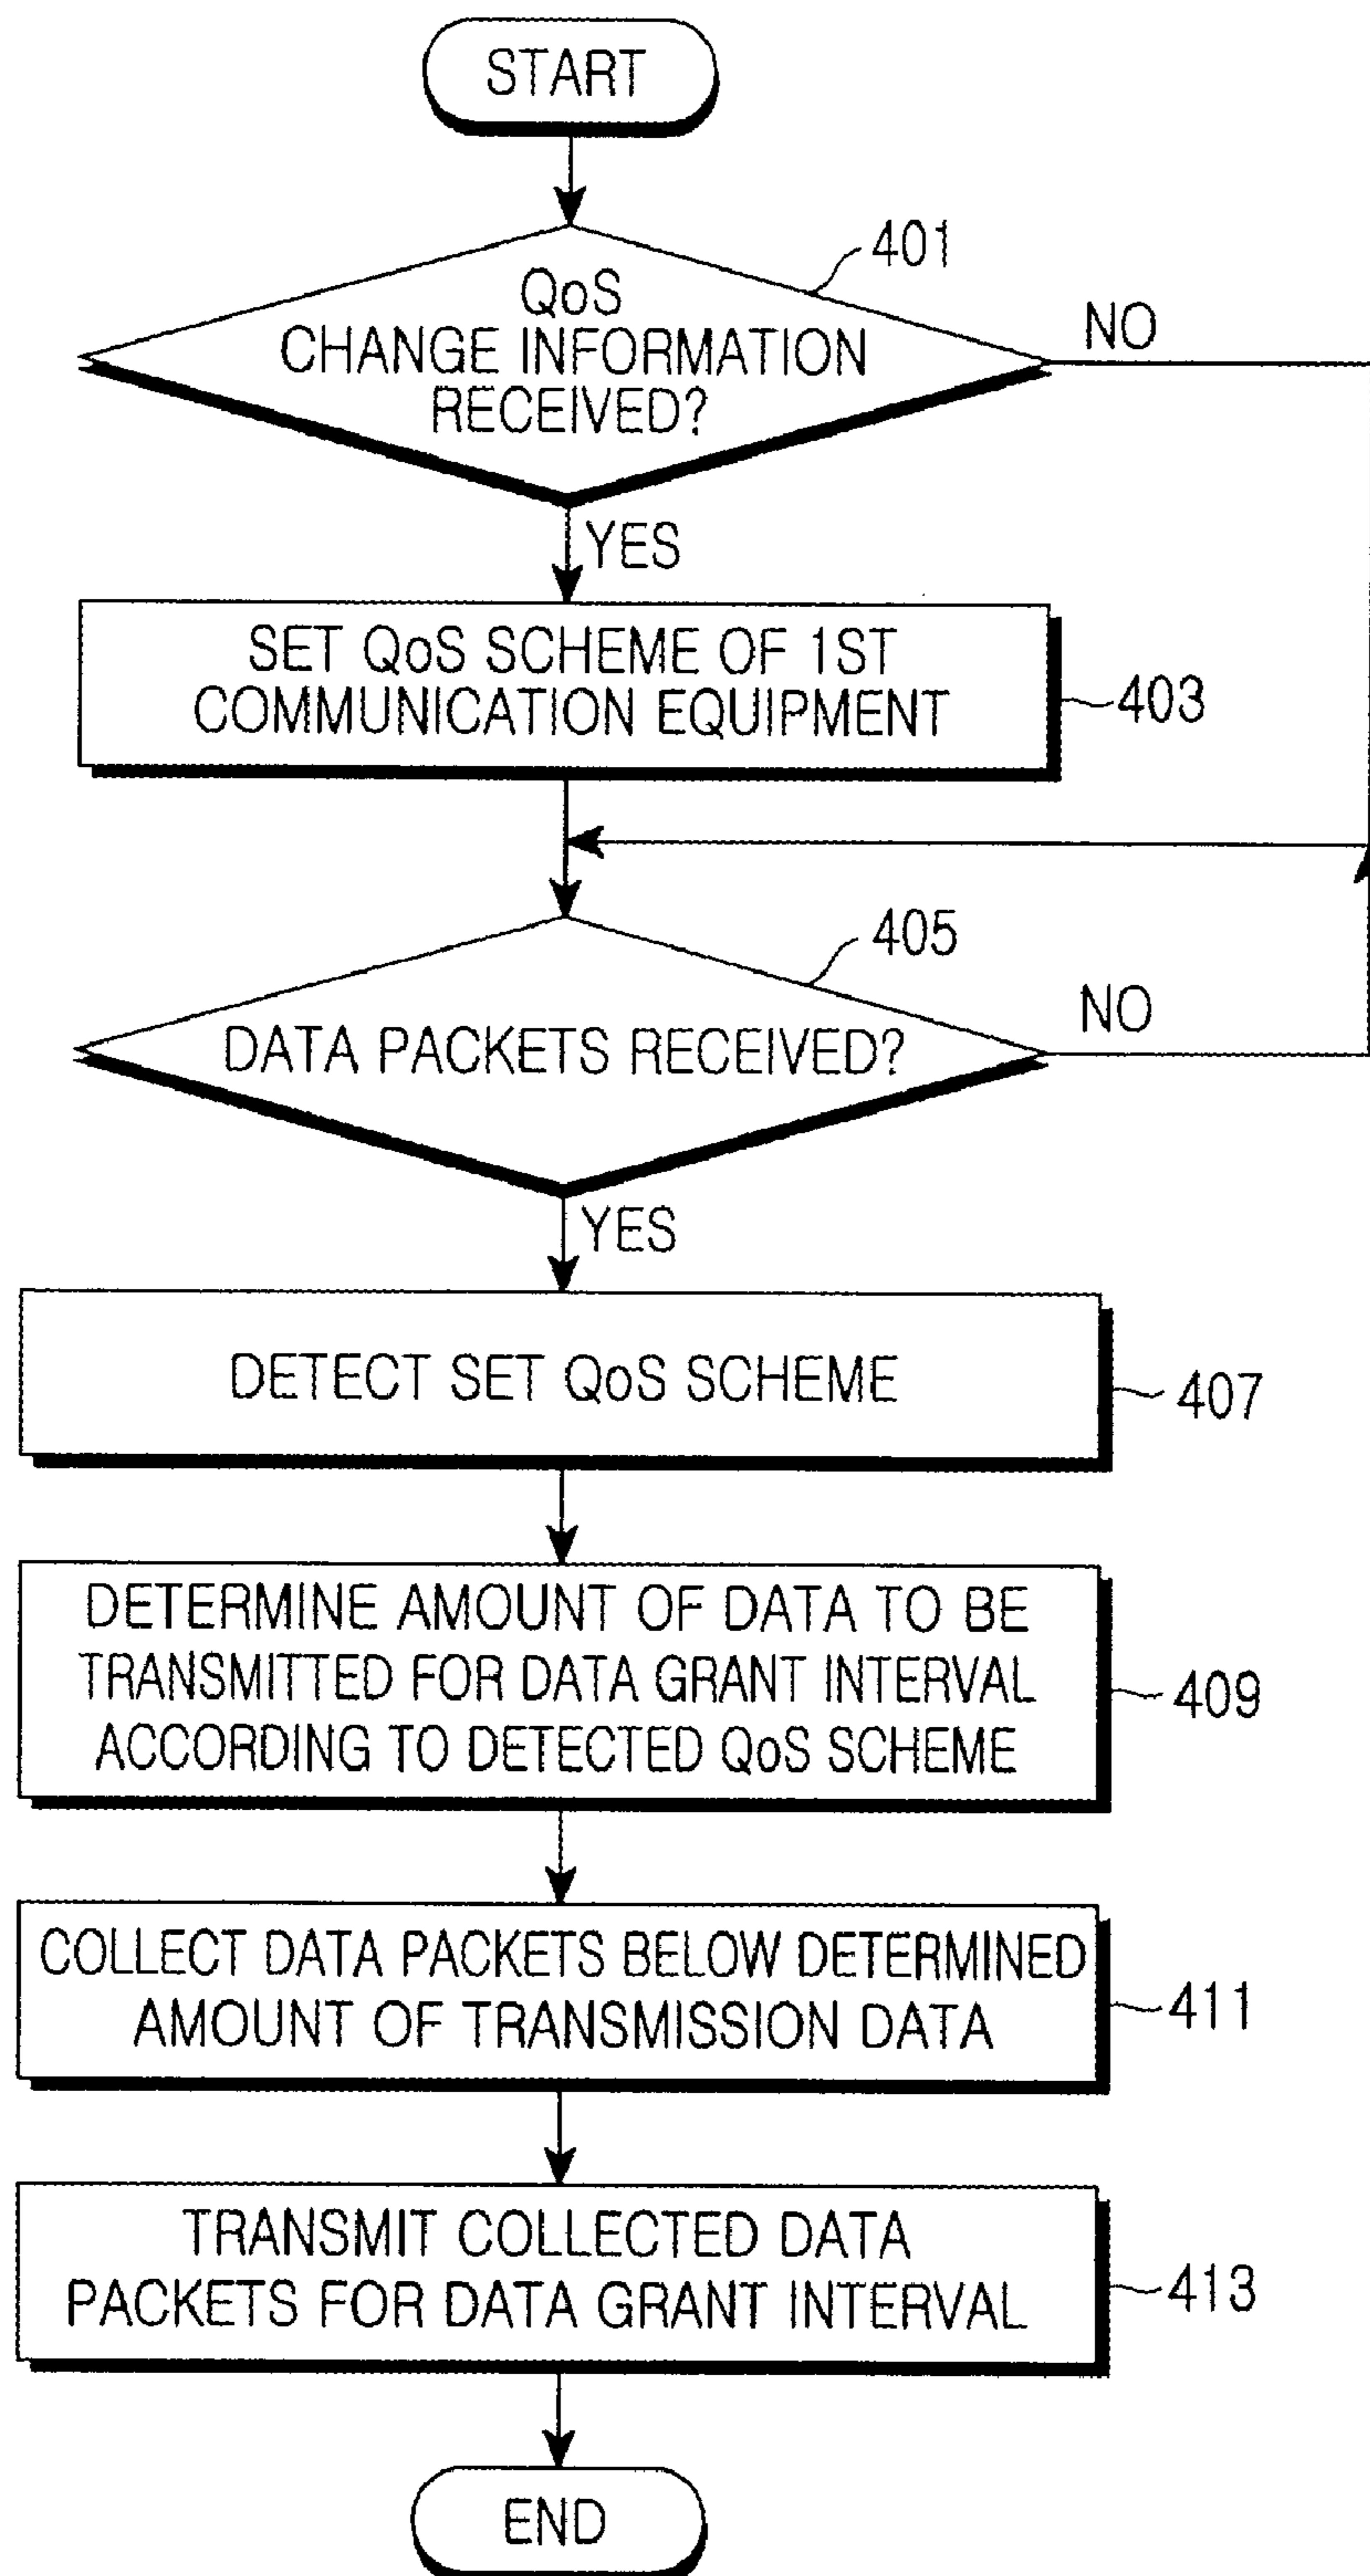 START
401
QoS
CHANGE INFORMATION
RECEIVED?
NO
YES
SET QoS SCHEME OF 1ST
COMMUNICATION EQUIPMENT
403
405
DATA PACKETS RECEIVED?
NO
YES
DETECT SET QoS SCHEME
407
DETERMINE AMOUNT OF DATA TO BE
TRANSMITTED FOR DATA GRANT INTERVAL
ACCORDING TO DETECTED QoS SCHEME
409
COLLECT DATA PACKETS BELOW DETERMINED
AMOUNT OF TRANSMISSION DATA
411
TRANSMIT COLLECTED DATA
PACKETS FOR DATA GRANT INTERVAL
413
END